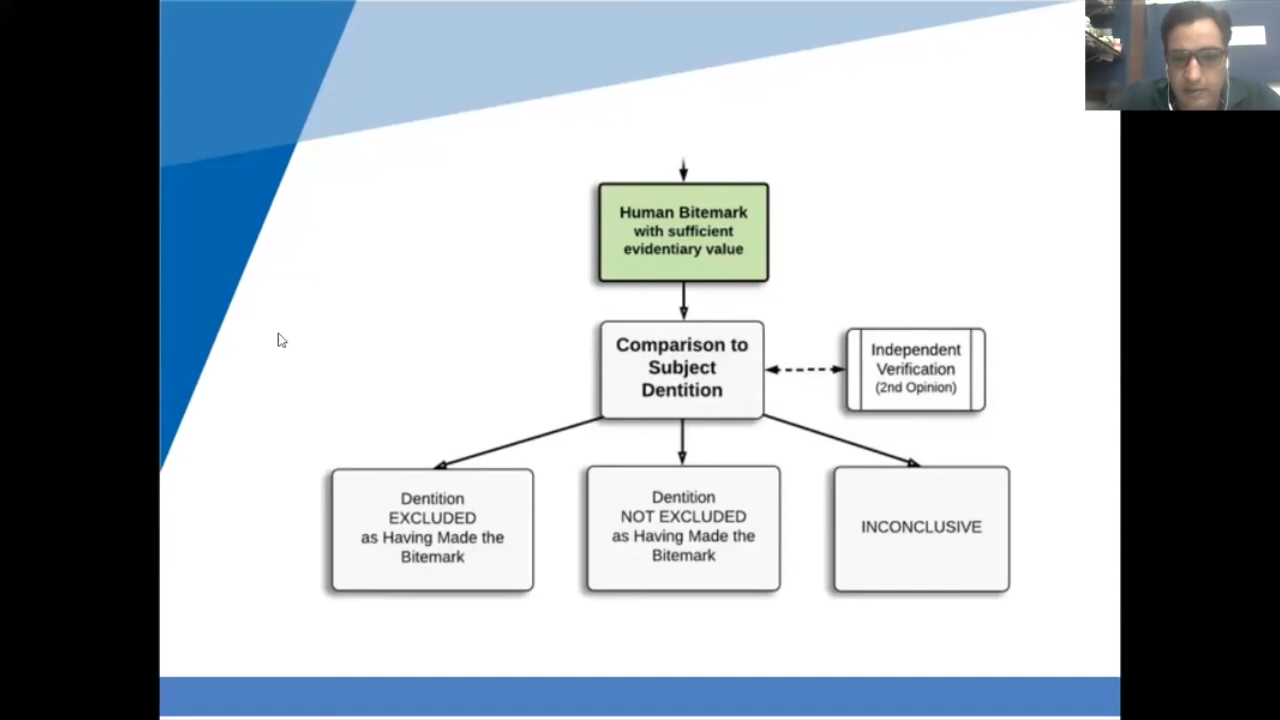 Human Bitemark
with sufficient
evidentiary value
Comparison to
Subject
Dentition
Independent
Verification
(2nd Opinion)
Dentition
EXCLUDED
as Having Made the
Bitemark
Dentition
NOT EXCLUDED
as Having Made the
Bitemark
INCONCLUSIVE